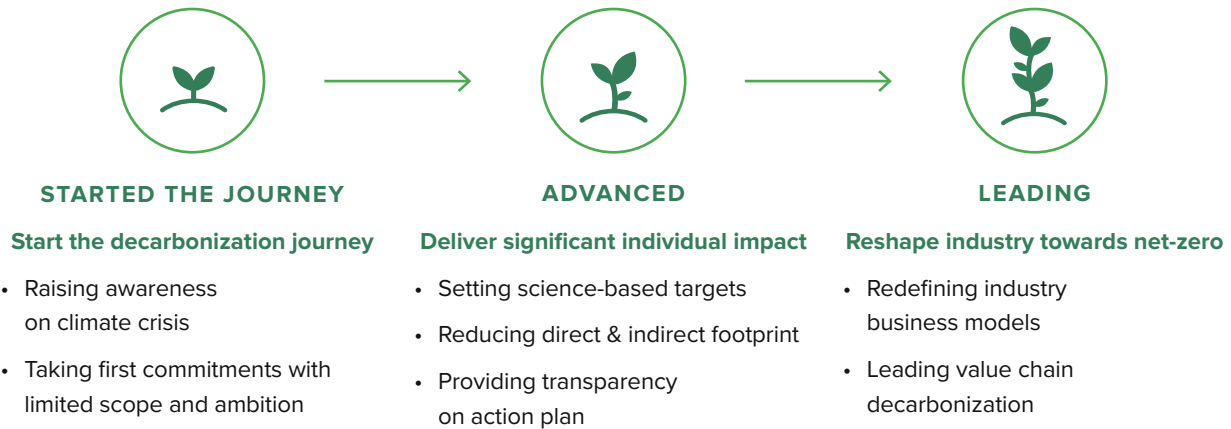 STARTED THE JOURNEY
Start the decarbonization journey
• Raising awareness
on climate crisis
• Taking first commitments with
limited scope and ambition
ADVANCED
Deliver significant individual impact
• Setting science-based targets
• Reducing direct & indirect footprint
• Providing transparency
on action plan
LEADING
Reshape industry towards net-zero
• Redefining industry
business models
• Leading value chain
decarbonization